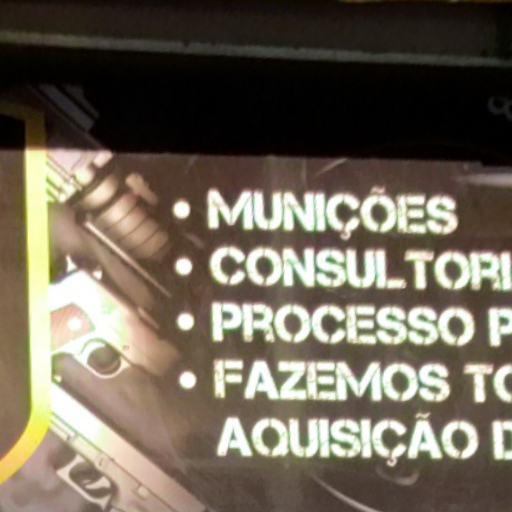 • MUNIÇÕES
• CONSULTORI
• PROCESSO P
• FAZEMOS TO
AQUISIÇÃO D